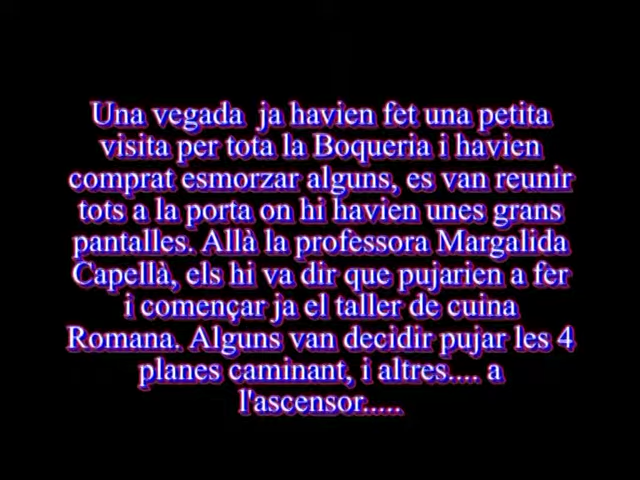 Una vegada  ja havien fet una petita
visita per tota la Boqueria i havien
comprat esmorzar alguns, es van reunir
tots a la porta on hi havien unes grans
pantalles. Allà la professora Margalida
Capellà, els hi va dir que pujarien a fer
i començar ja el taller de cuina
Romana. Alguns van decidir pujar les 4
planes caminant, i altres.... a
l'ascensor.....